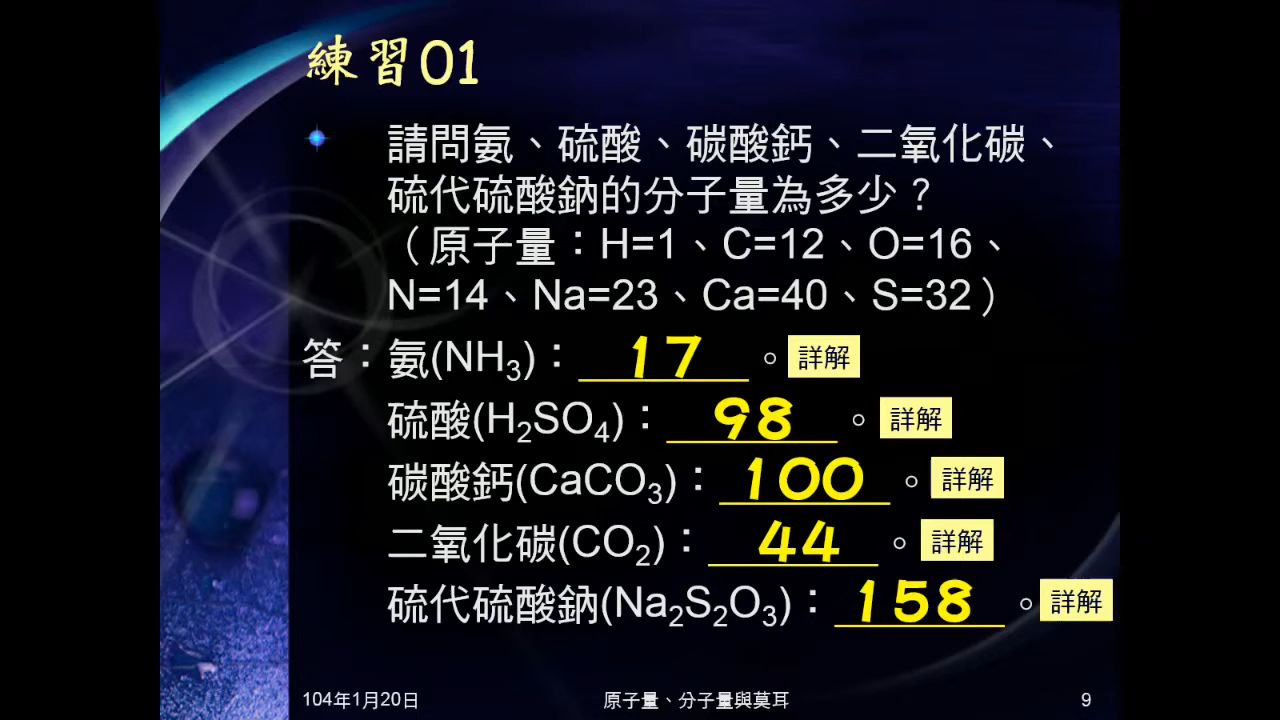 練習01
請問氨、硫酸、碳酸鈣、二氧化碳、
硫代硫酸鈉的分子量為多少？
（原子量：H=1、C=12、O=16、
N=14、Na=23、Ca=40、S=32）
答：氨(NH₃)：17。詳解
硫酸(H₂SO₄)：98。詳解
碳酸鈣(CaCO₃)：100。詳解
二氧化碳(CO₂)：44。詳解
硫代硫酸鈉(Na₂S₂O₃)：158。詳解
104年1月20日 原子量、分子量與莫耳 9